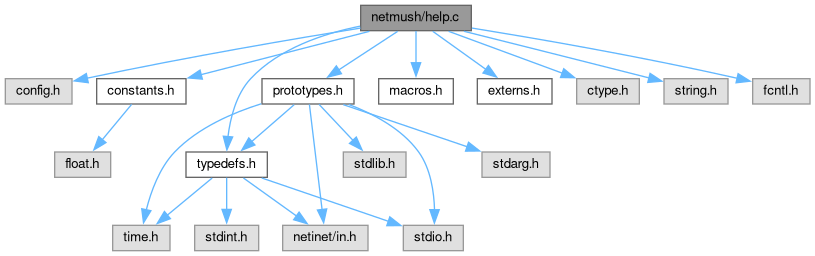 netmush/help.c
config.h
constants.h
prototypes.h
macros.h
externs.h
ctype.h
string.h
fcntl.h
float.h
typedefs.h
stdlib.h
stdarg.h
time.h
stdint.h
netinet/in.h
stdio.h